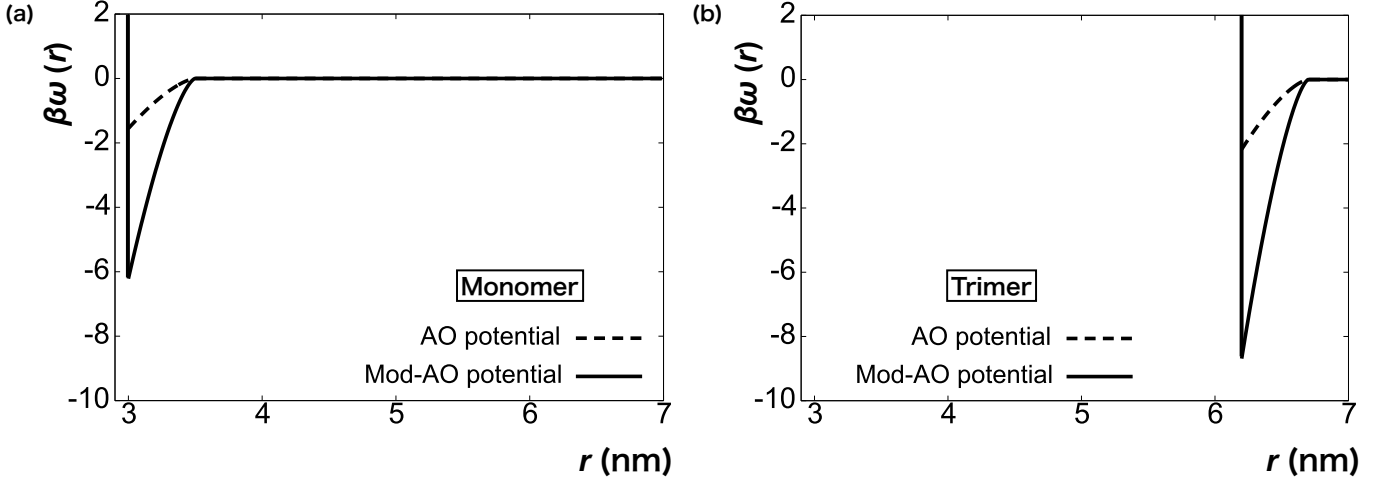 (a)
2
0
-2
-4
-6
-8
-10
βω (r)
Monomer
AO potential
Mod-AO potential
3 4 5 6 7
r (nm)
(b)
2
0
-2
-4
-6
-8
-10
βω (r)
Trimer
AO potential
Mod-AO potential
3 4 5 6 7
r (nm)